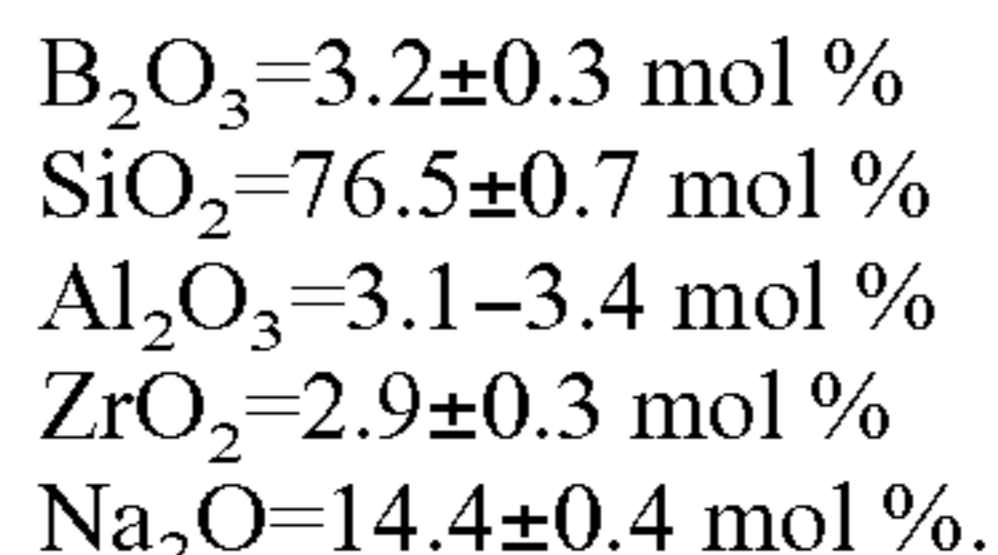 B₂O₃=3.2±0.3 mol %
SiO₂=76.5±0.7 mol %
Al₂O₃=3.1–3.4 mol %
ZrO₂=2.9±0.3 mol %
Na₂O=14.4±0.4 mol %.